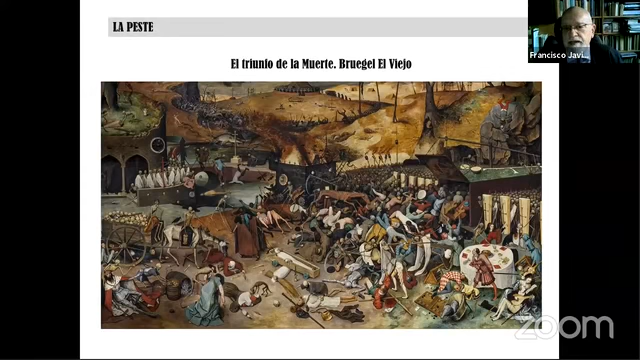 LA PESTE
Francisco Javi...
El triunfo de la Muerte. Bruegel El Viejo
zoom